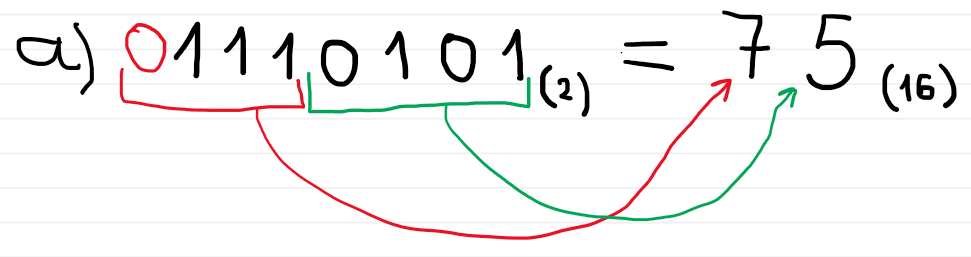 a) 01110101(2) = 75(16)